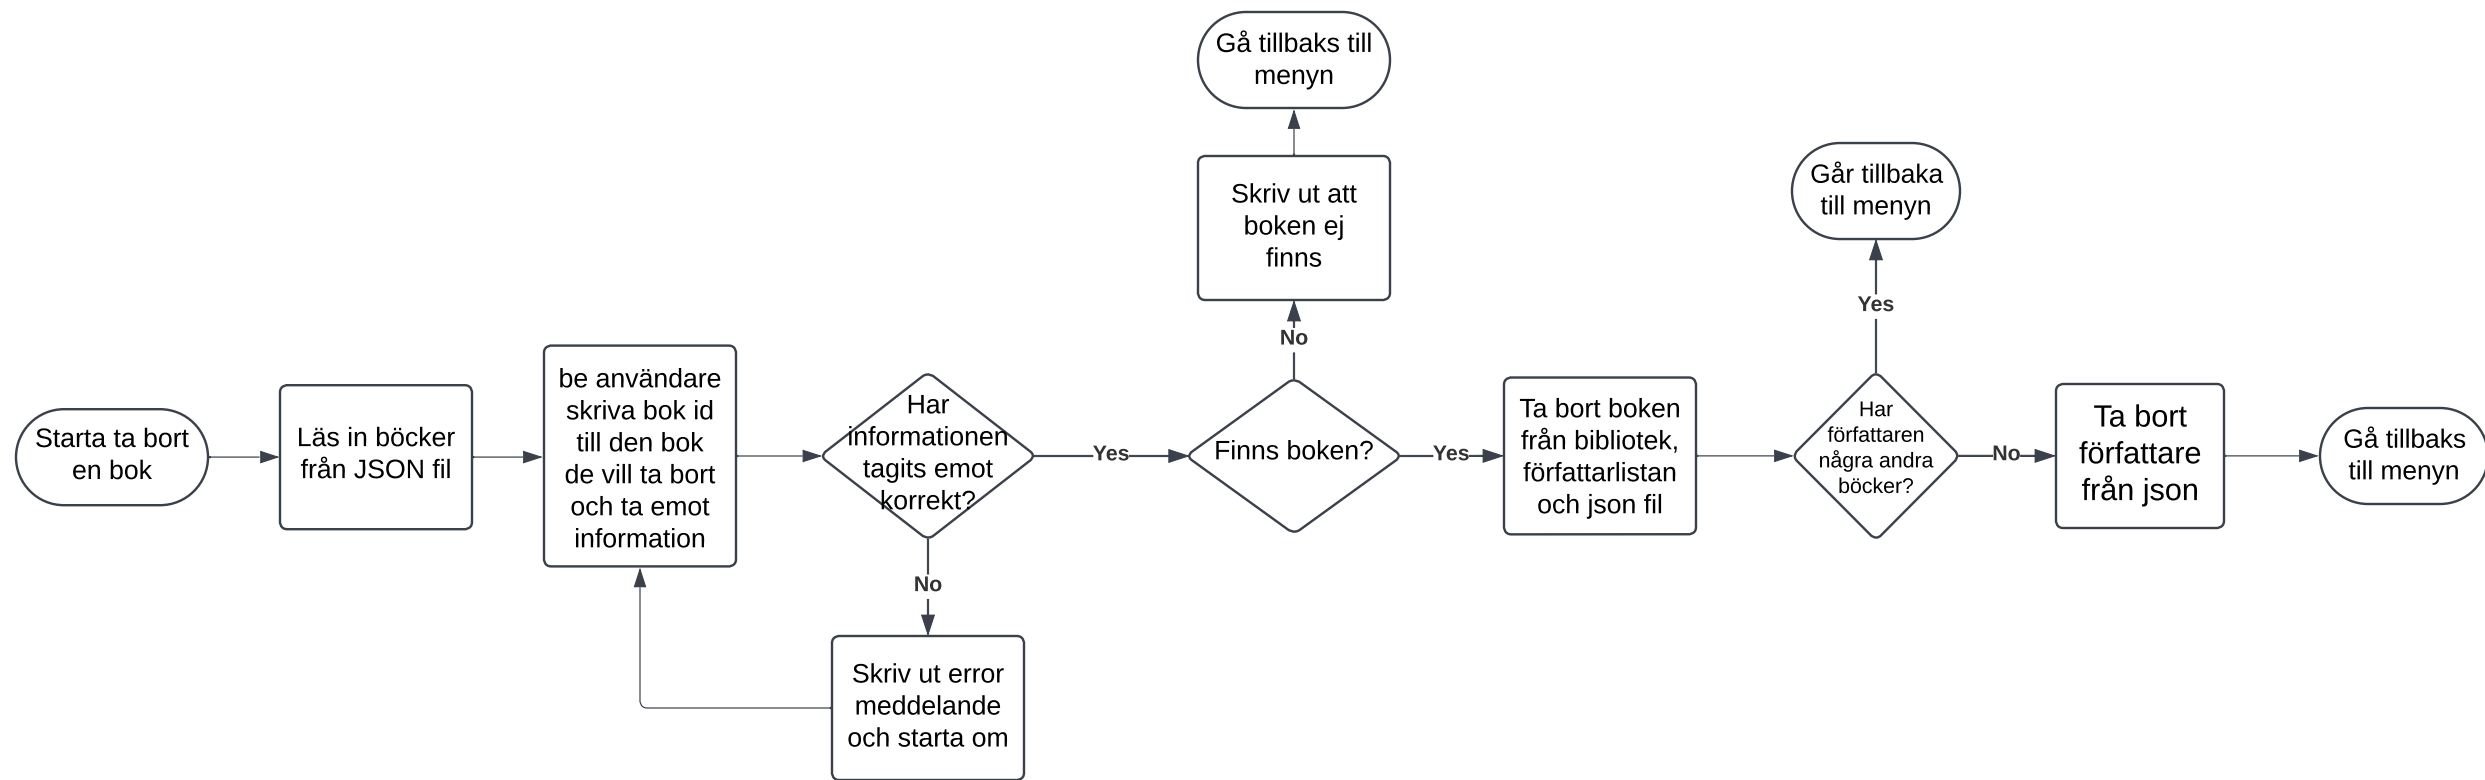 Starta ta bort
en bok
Läs in böcker
från JSON fil
be användare
skriva bok id
till den bok
de vill ta bort
och ta emot
information
Har
informationen
tagits emot
korrekt?
No
Skriv ut error
meddelande
och starta om
Yes
Finns boken?
No
Skriv ut att
boken ej
finns
Gå tillbaks till
menyn
Yes
Ta bort boken
från bibliotek,
författarlistan
och json fil
Har
författaren
några andra
böcker?
Yes
Går tillbaka
till menyn
No
Ta bort
författare
från json
Gå tillbaks
till menyn